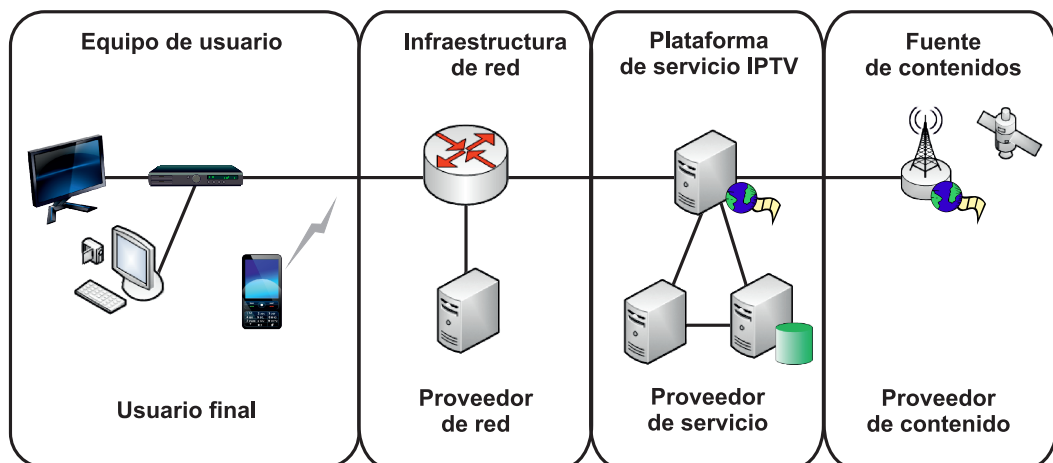 Equipo de usuario
Infraestructura
de red
Plataforma
de servicio IPTV
Fuente
de contenidos
Usuario final
Proveedor
de red
Proveedor
de servicio
Proveedor
de contenido